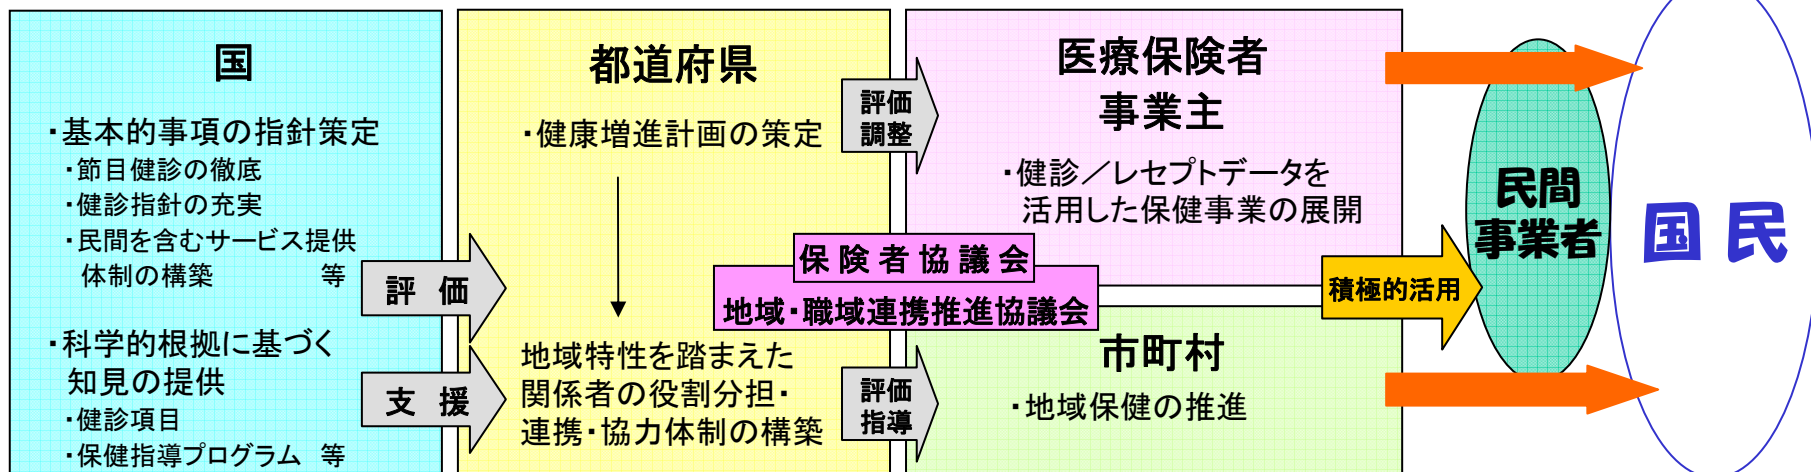 国
・基本的事項の指針策定
・節目健診の徹底
・健診指針の充実
・民間を含むサービス提供
体制の構築 等
・科学的根拠に基づく
知見の提供
・健診項目
・保健指導プログラム 等
評 価
支 援
都道府県
・健康増進計画の策定
地域特性を踏まえた
関係者の役割分担・
連携・協力体制の構築
評価
調整
評価
指導
医療保険者
事業主
・健診／レセプトデータを
活用した保健事業の展開
保 険 者 協 議 会
地域・職域連携推進協議会
市町村
・地域保健の推進
積極的活用
民間
事業者
国 民